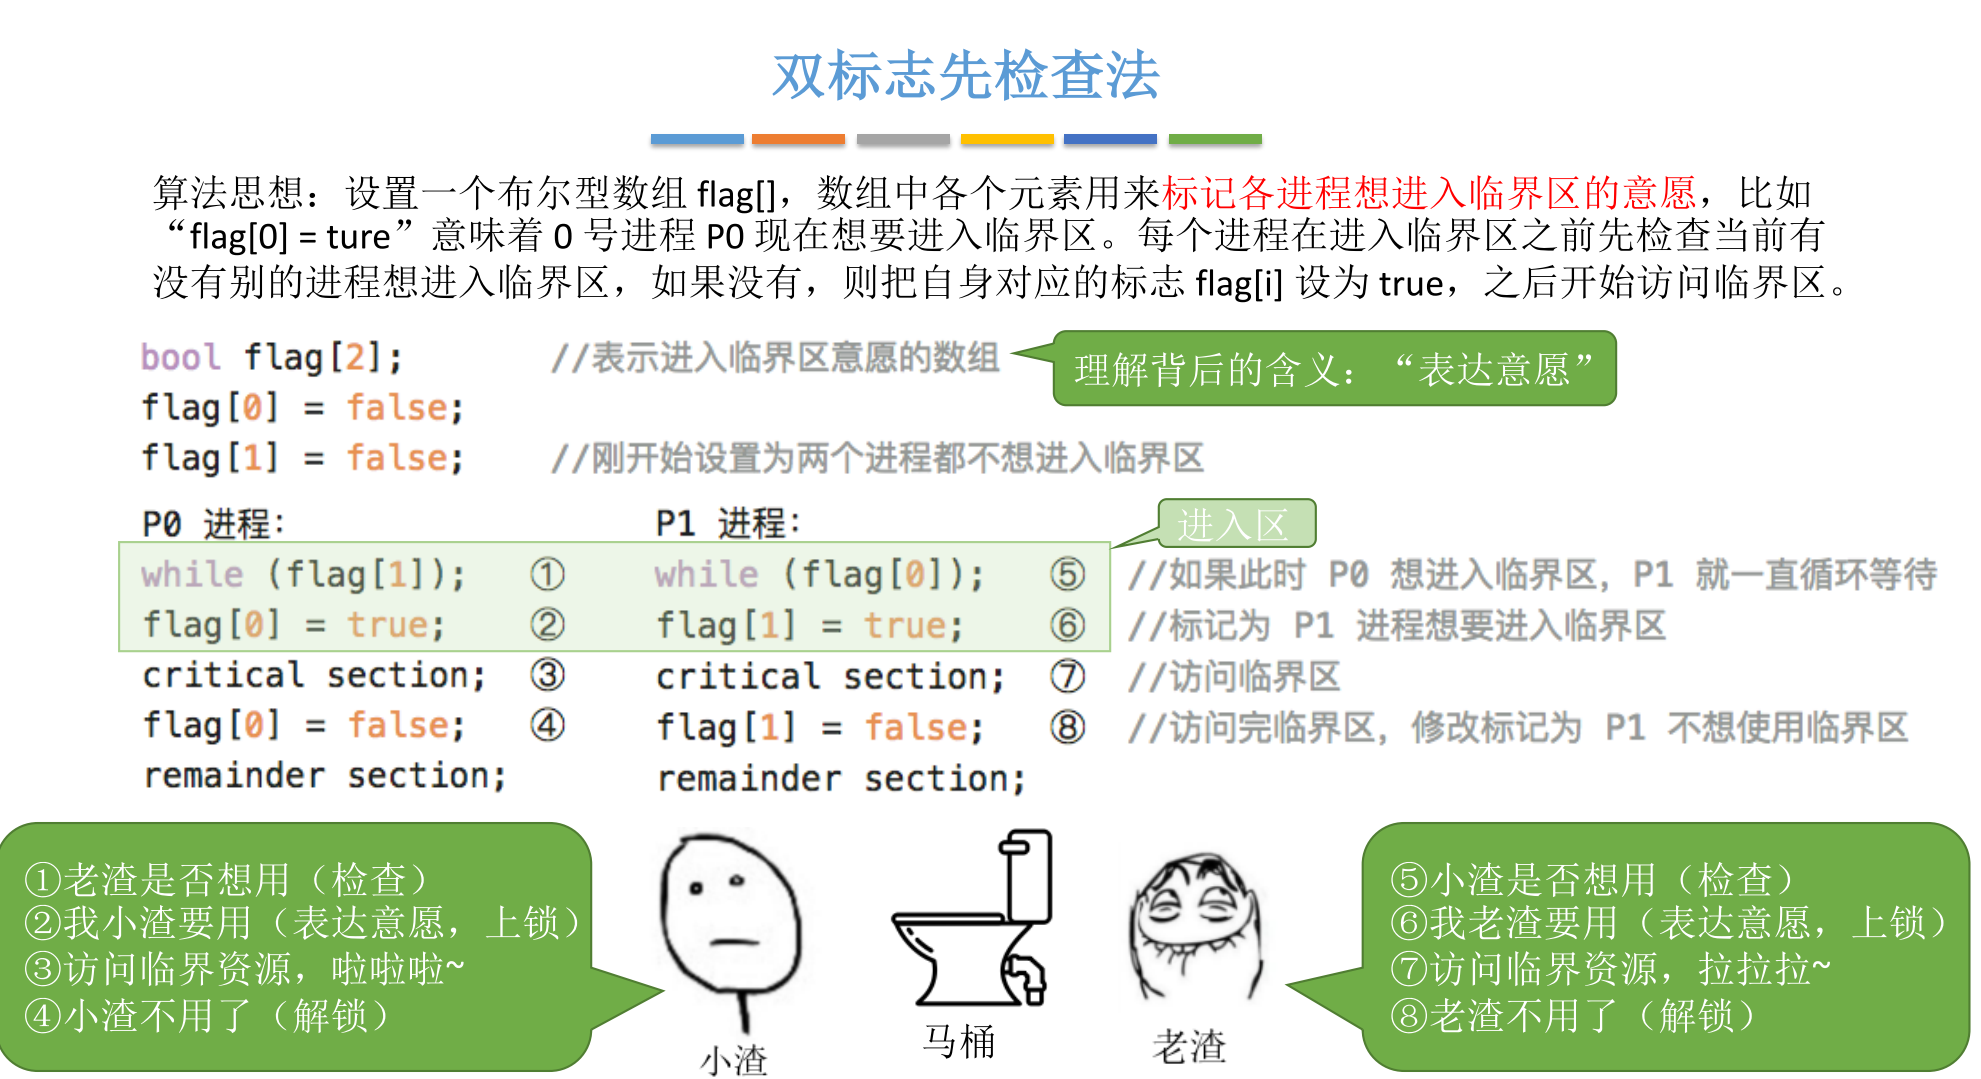 双标志先检查法
算法思想：设置一个布尔型数组 flag[]，数组中各个元素用来标记各进程想进入临界区的意愿，比如
“flag[0] = ture”意味着 0 号进程 P0 现在想要进入临界区。每个进程在进入临界区之前先检查当前有
没有别的进程想进入临界区，如果没有，则把自身对应的标志 flag[i] 设为 true，之后开始访问临界区。
bool flag[2]; //表示进入临界区意愿的数组
理解背后的含义：“表达意愿”
flag[0] = false;
flag[1] = false; //刚开始设置为两个进程都不想进入临界区
P0 进程： P1 进程：
进入区
while (flag[1]); ① while (flag[0]); ⑤ //如果此时 P0 想进入临界区，P1 就一直循环等待
flag[0] = true; ② flag[1] = true; ⑥ //标记为 P1 进程想要进入临界区
critical section; ③ critical section; ⑦ //访问临界区
flag[0] = false; ④ flag[1] = false; ⑧ //访问完临界区，修改标记为 P1 不想使用临界区
remainder section; remainder section;
①老渣是否想用（检查）
②我小渣要用（表达意愿，上锁）
③访问临界资源，啦啦啦~
④小渣不用了（解锁）
小渣
马桶
老渣
⑤小渣是否想用（检查）
⑥我老渣要用（表达意愿，上锁）
⑦访问临界资源，拉拉拉~
⑧老渣不用了（解锁）